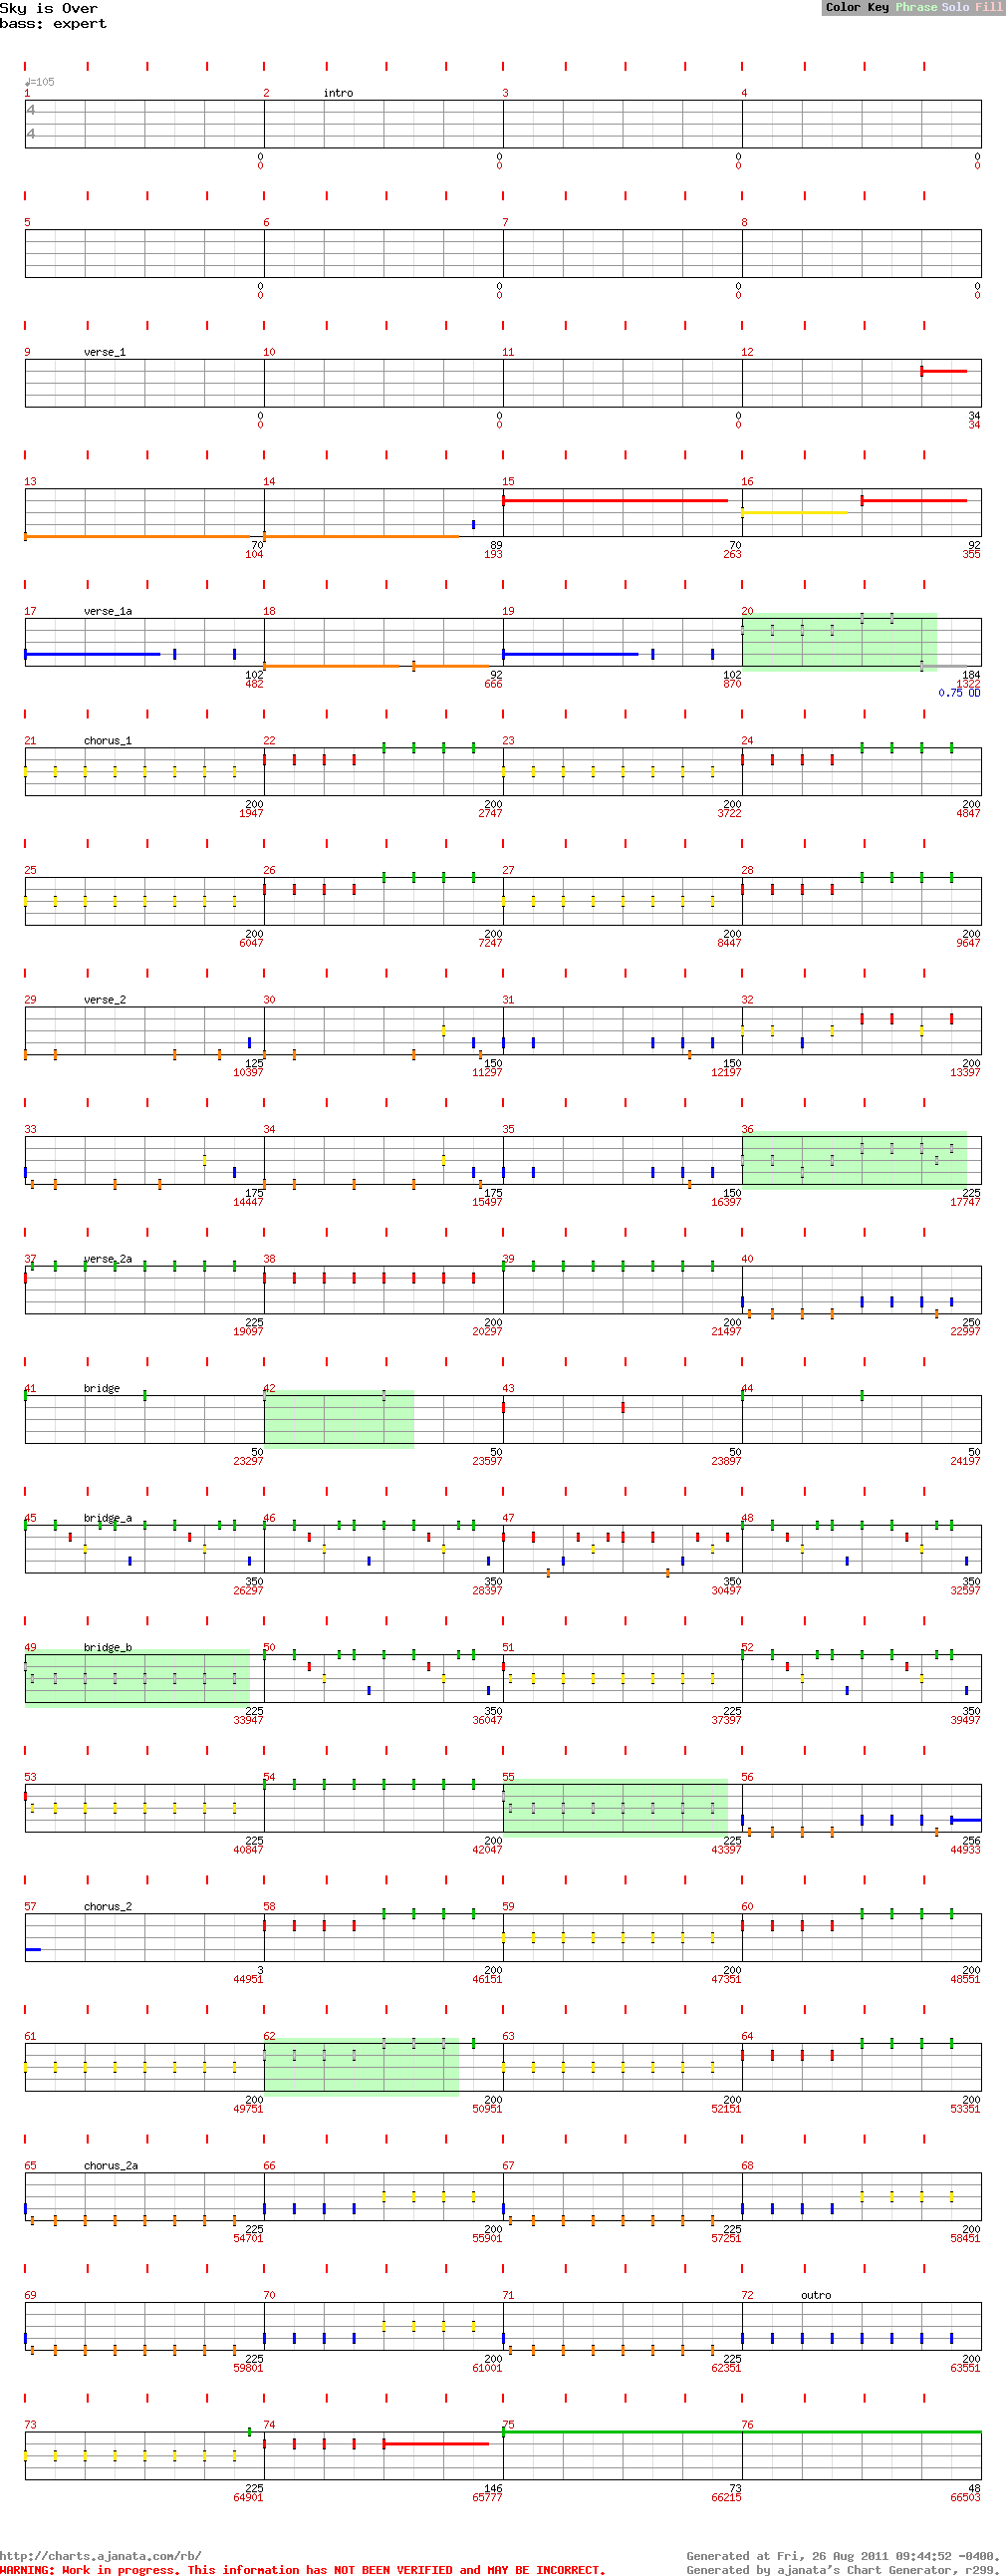 Sky is Over
bass: expert
Color Key Phrase Solo Fill
♩=105
1 2 intro 3 4
4
4
0 0 0 0
0 0 0 0
5 6 7 8
0 0 0 0
0 0 0 0
9 verse_1 10 11 12
0 0 0 34
0 0 0 34
13 14 15 16
70 89 70 92
104 193 263 355
17 verse_1a 18 19 20
102 92 102 184
482 666 870 1322
0.75 OD
21 chorus_1 22 23 24
200 200 200 200
1947 2747 3722 4847
25 26 27 28
200 200 200 200
6047 7247 8447 9647
29 verse_2 30 31 32
125 150 150 200
10397 11297 12197 13397
33 34 35 36
175 175 150 225
14447 15497 16397 17747
37 verse_2a 38 39 40
225 200 200 250
19097 20297 21497 22997
41 bridge 42 43 44
50 50 50 50
23297 23597 23897 24197
45 bridge_a 46 47 48
350 350 350 350
26297 28397 30497 32597
49 bridge_b 50 51 52
225 350 225 350
33947 36047 37397 39497
53 54 55 56
225 200 225 256
40847 42047 43397 44933
57 chorus_2 58 59 60
3 200 200 200
44951 46151 47351 48551
61 62 63 64
200 200 200 200
49751 50951 52151 53351
65 chorus_2a 66 67 68
225 200 225 200
54701 55901 57251 58451
69 70 71 72 outro
225 200 225 200
59801 61001 62351 63551
73 74 75 76
225 146 73 48
64901 65777 66215 66503
http://charts.ajanata.com/rb/
Generated at Fri, 26 Aug 2011 09:44:52 -0400.
WARNING: Work in progress. This information has NOT BEEN VERIFIED and MAY BE INCORRECT.
Generated by ajanata's Chart Generator, r299.